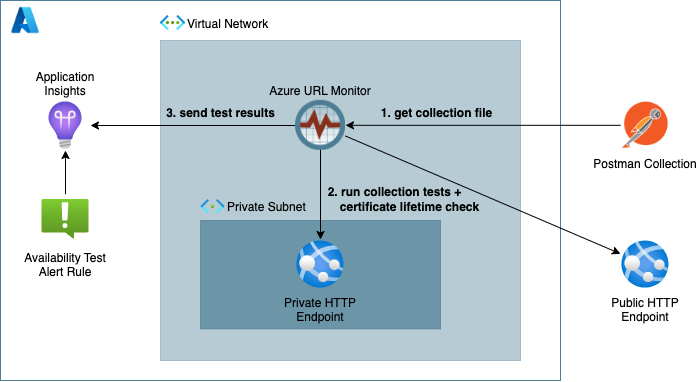 Virtual Network
Application
Insights
Azure URL Monitor
3. send test results
1. get collection file
Postman Collection
2. run collection tests +
certificate lifetime check
Private Subnet
Availability Test
Alert Rule
Private HTTP
Endpoint
Public HTTP
Endpoint